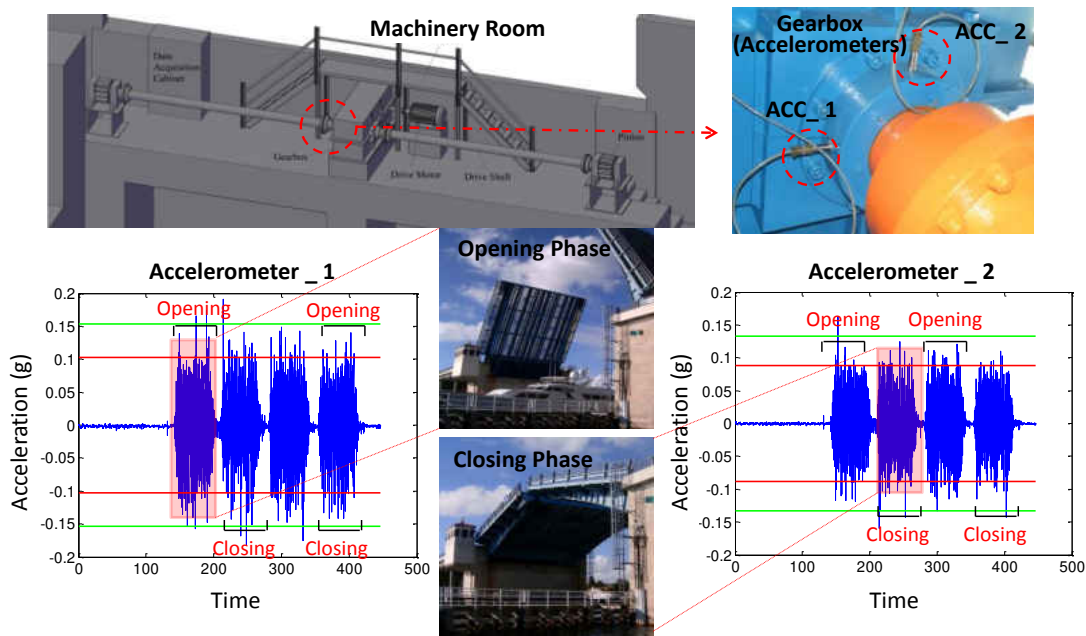 Machinery Room
Data
Acquisition
Cabinet
Gearbox
Drive Motor
Drive Shaft
Pinion
Gearbox
(Accelerometers)
ACC_ 2
ACC_ 1
Opening Phase
Closing Phase
Accelerometer _ 1
Opening
Opening
Closing
Closing
Acceleration (g)
0.2
0.15
0.1
0.05
0
-0.05
-0.1
-0.15
-0.2
0
100
200
300
400
500
Time
Accelerometer _ 2
Opening
Opening
Closing
Closing
Acceleration (g)
0.2
0.15
0.1
0.05
0
-0.05
-0.1
-0.15
-0.2
0
100
200
300
400
500
Time